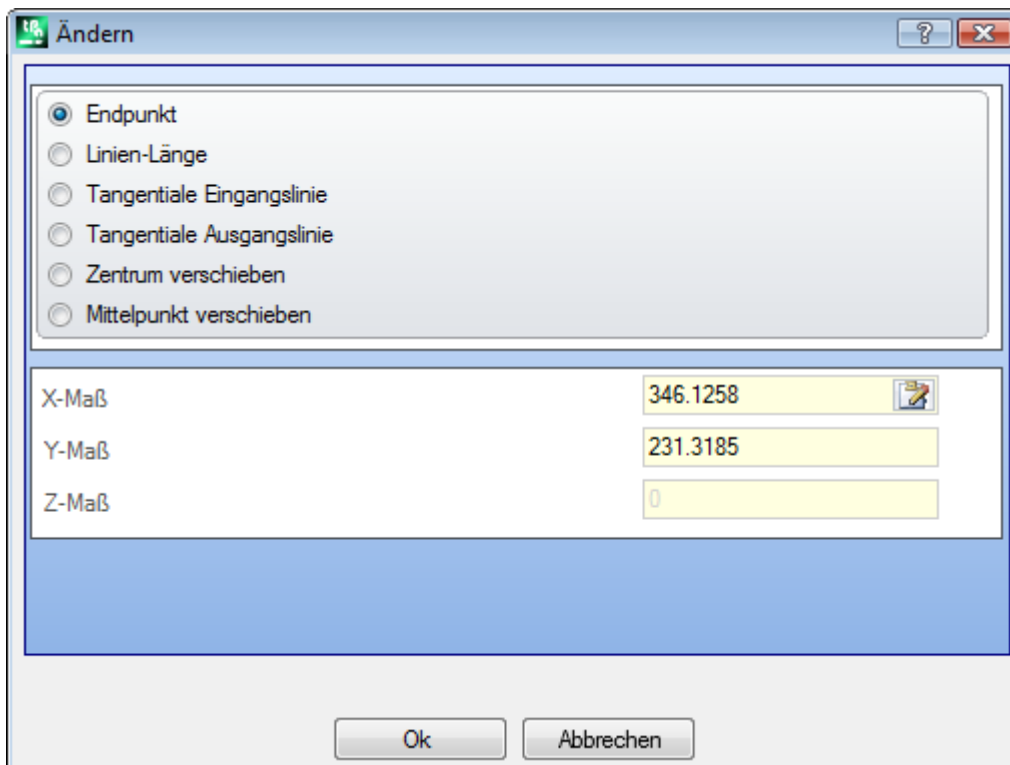 Ändern
Endpunkt
Linien-Länge
Tangentiale Eingangslinie
Tangentiale Ausgangslinie
Zentrum verschieben
Mittelpunkt verschieben
X-Maß 346.1258
Y-Maß 231.3185
Z-Maß 0
Ok Abbrechen